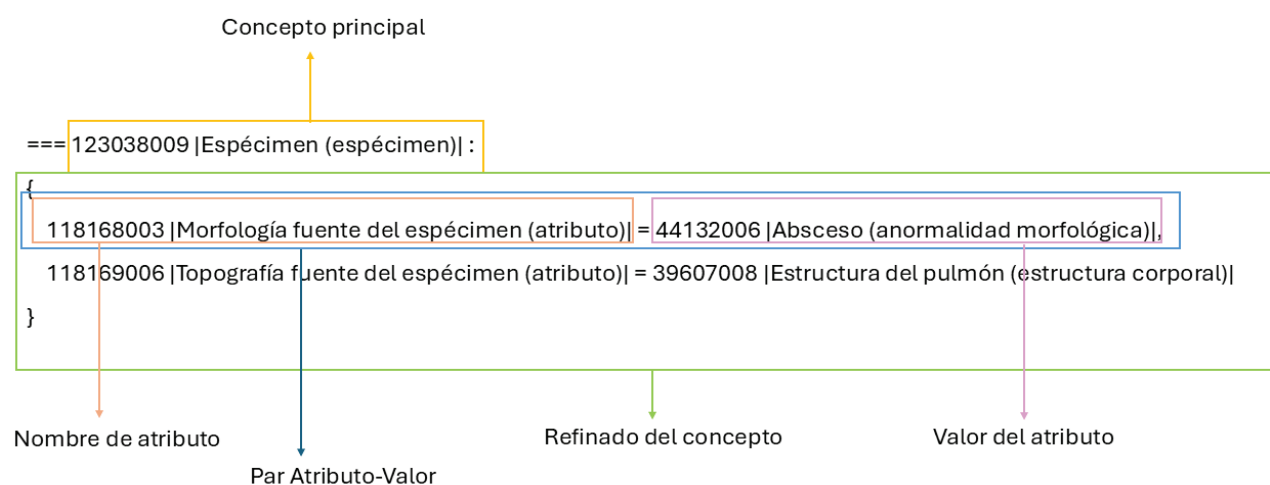 Concepto principal
=== 123038009 |Espécimen (espécimen)| :
{
118168003 |Morfología fuente del espécimen (atributo)| = 44132006 |Absceso (anormalidad morfológica)|,
118169006 |Topografía fuente del espécimen (atributo)| = 39607008 |Estructura del pulmón (estructura corporal)|
}
Nombre de atributo
Refinado del concepto
Valor del atributo
Par Atributo-Valor